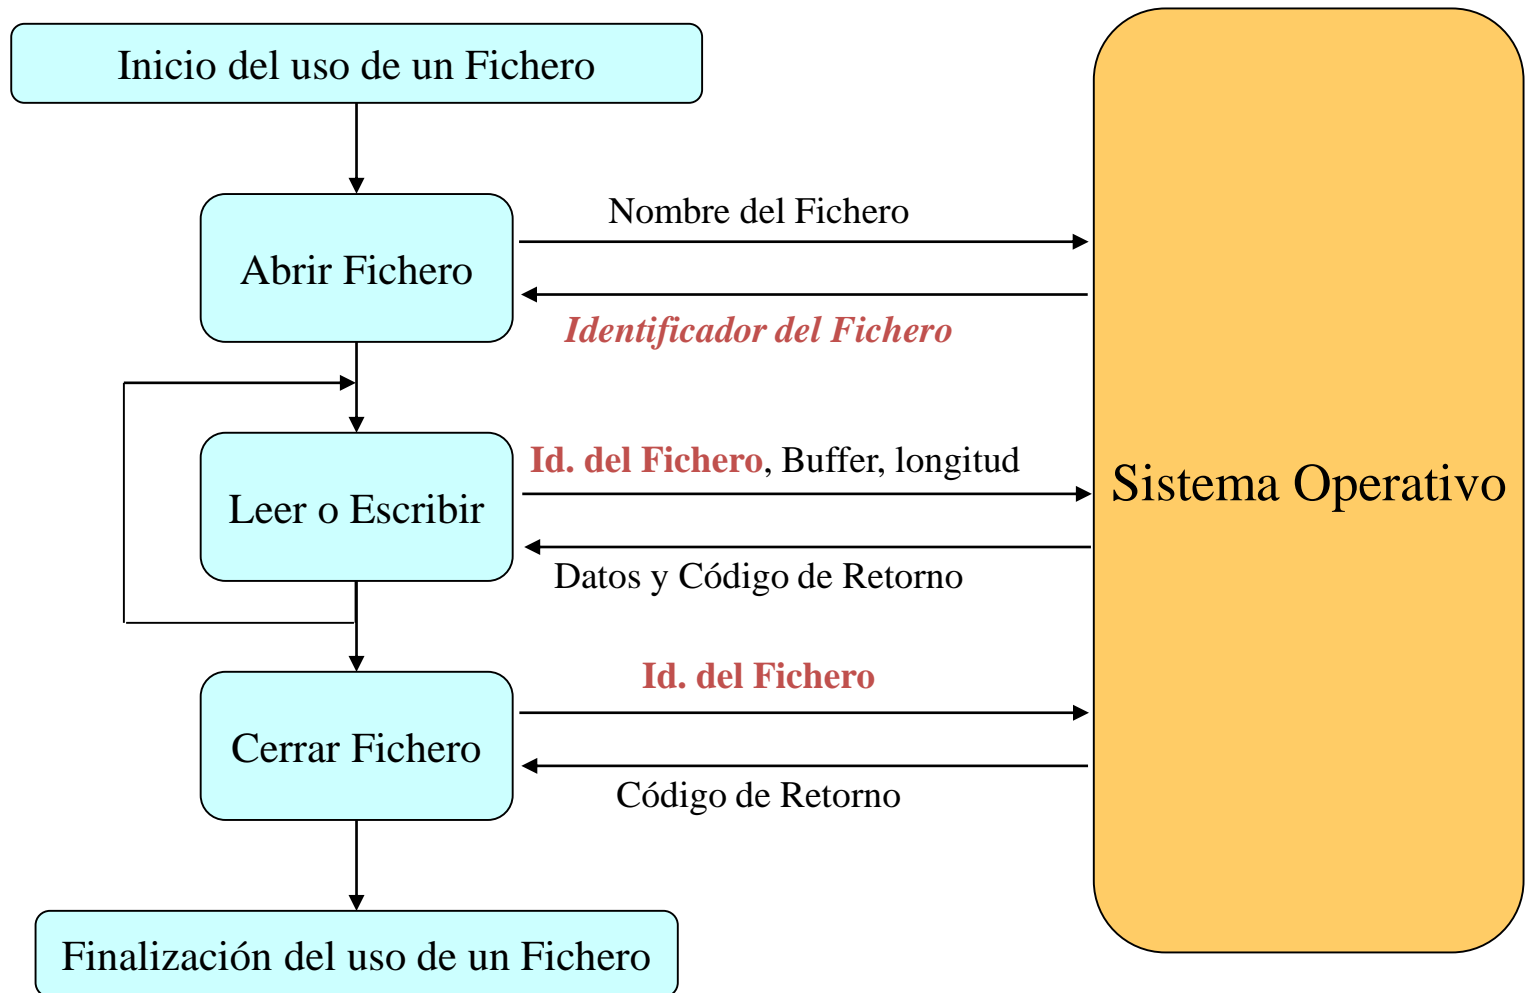 Inicio del uso de un Fichero
Nombre del Fichero
Abrir Fichero
Identificador del Fichero
Id. del Fichero, Buffer, longitud
Leer o Escribir
Sistema Operativo
Datos y Código de Retorno
Id. del Fichero
Cerrar Fichero
Código de Retorno
Finalización del uso de un Fichero